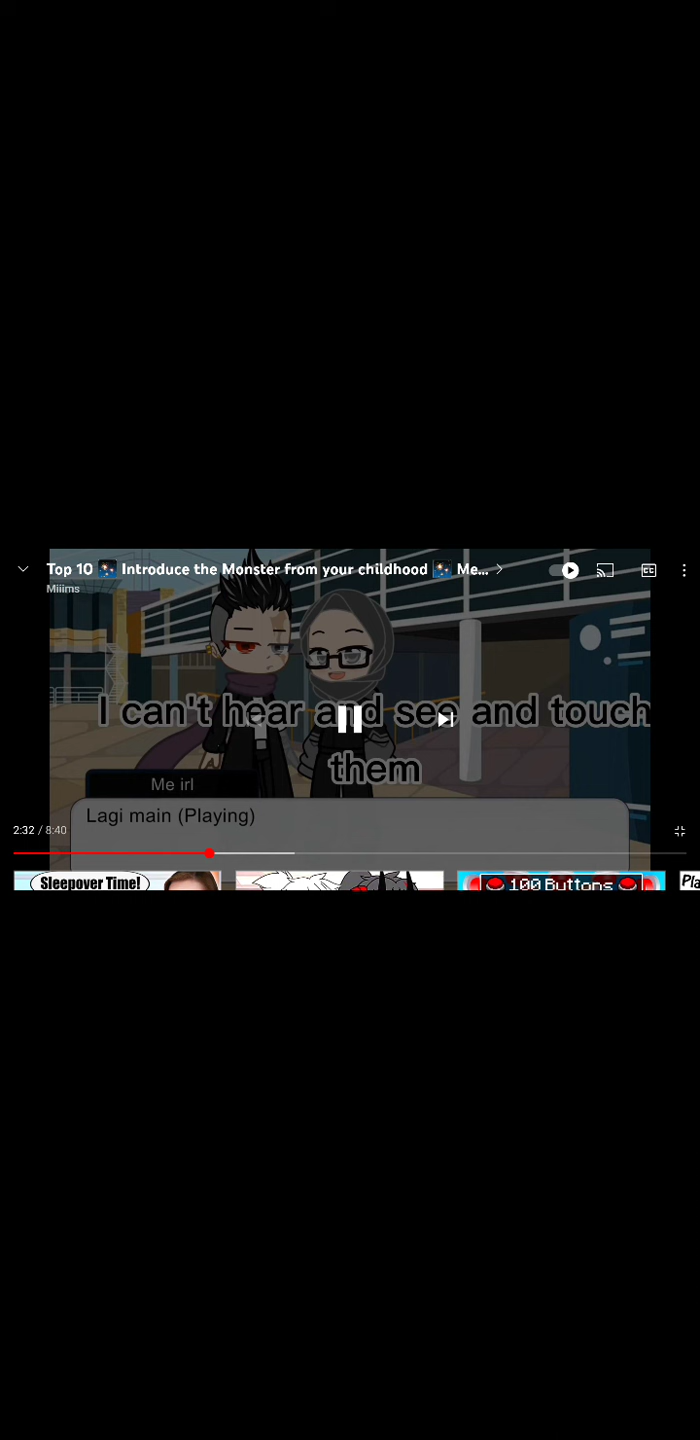 Top 10 🌠 Introduce the Monster from your childhood 🌠 Me...
Miiims
I can't hear and see and touch
them
Me irl
Lagi main (Playing)
2:32 / 8:40
Sleepover Time!
100 Buttons
Pla